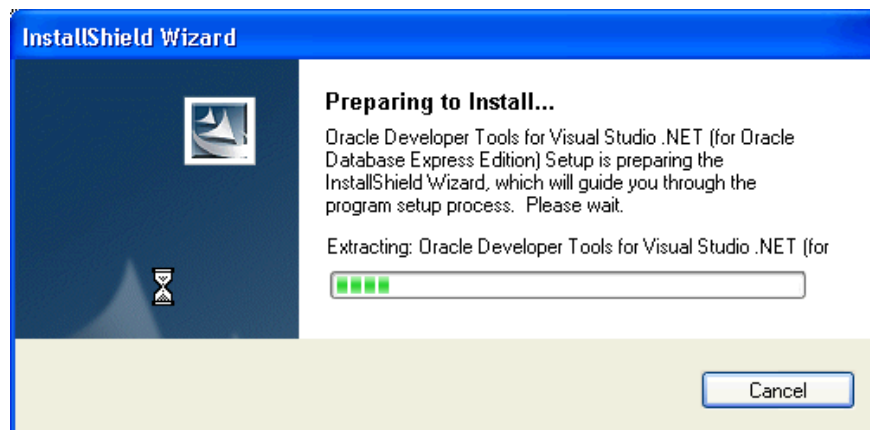 InstallShield Wizard
Preparing to Install...
Oracle Developer Tools for Visual Studio .NET (for Oracle
Database Express Edition) Setup is preparing the
InstallShield Wizard, which will guide you through the
program setup process.  Please wait.
Extracting: Oracle Developer Tools for Visual Studio .NET (for
Cancel